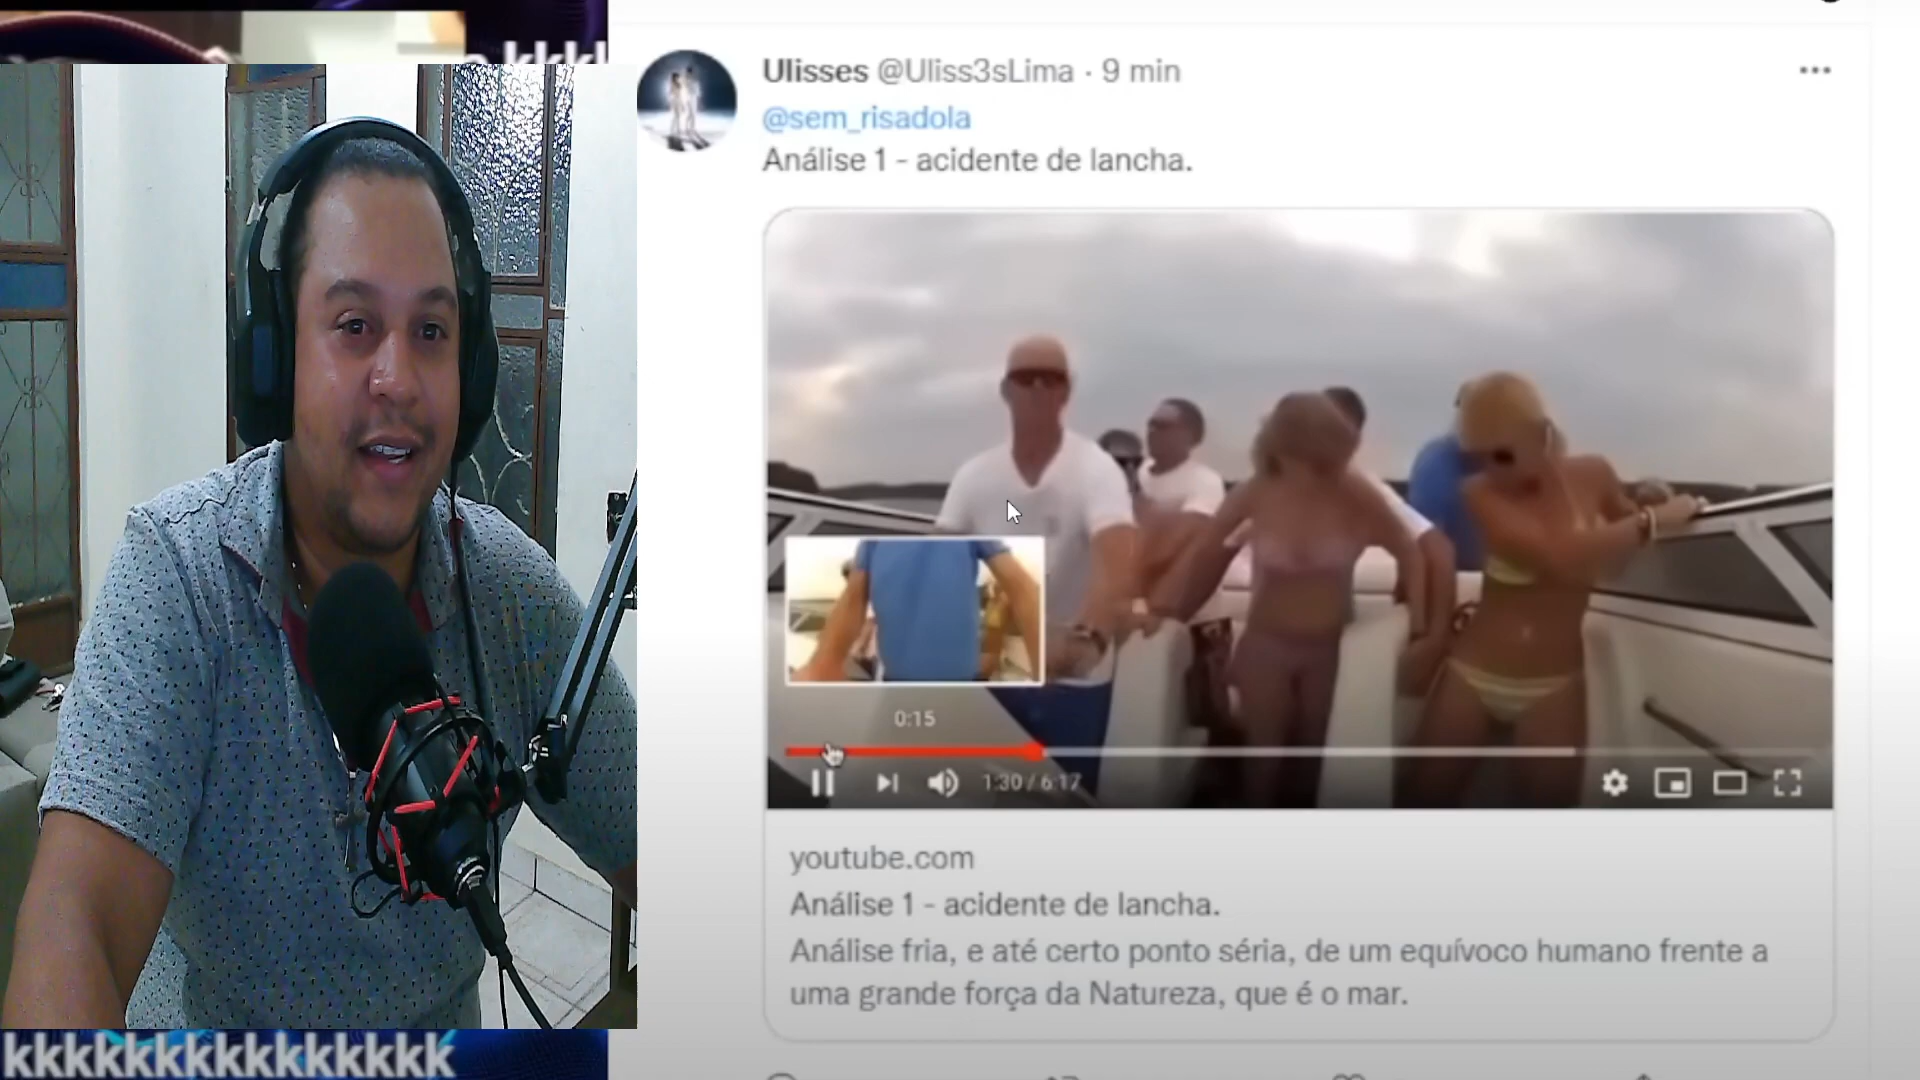 Ulisses @Uliss3sLima · 9 min
@sem_risadola
Análise 1 - acidente de lancha.
0:15
1:30 / 6:17
youtube.com
Análise 1 - acidente de lancha.
Análise fria, e até certo ponto séria, de um equívoco humano frente a
uma grande força da Natureza, que é o mar.
kkkkkkkkkkkkkkk